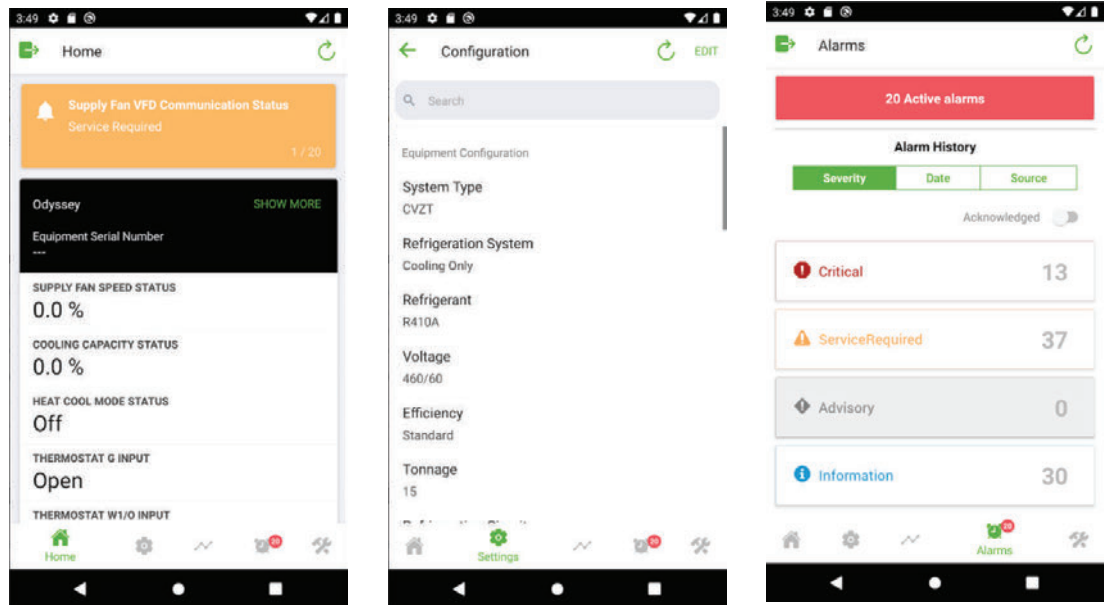 3:49
Home
Supply Fan VFD Communication Status
Service Required
1 / 20
Odyssey
SHOW MORE
Equipment Serial Number
---
SUPPLY FAN SPEED STATUS
0.0 %
COOLING CAPACITY STATUS
0.0 %
HEAT COOL MODE STATUS
Off
THERMOSTAT G INPUT
Open
THERMOSTAT W1/O INPUT
20
Home
3:49
Configuration
EDIT
Search
Equipment Configuration
System Type
CVZT
Refrigeration System
Cooling Only
Refrigerant
R410A
Voltage
460/60
Efficiency
Standard
Tonnage
15
20
Settings
3:49
Alarms
20 Active alarms
Alarm History
Severity Date Source
Acknowledged
Critical 13
ServiceRequired 37
Advisory 0
Information 30
20
Alarms